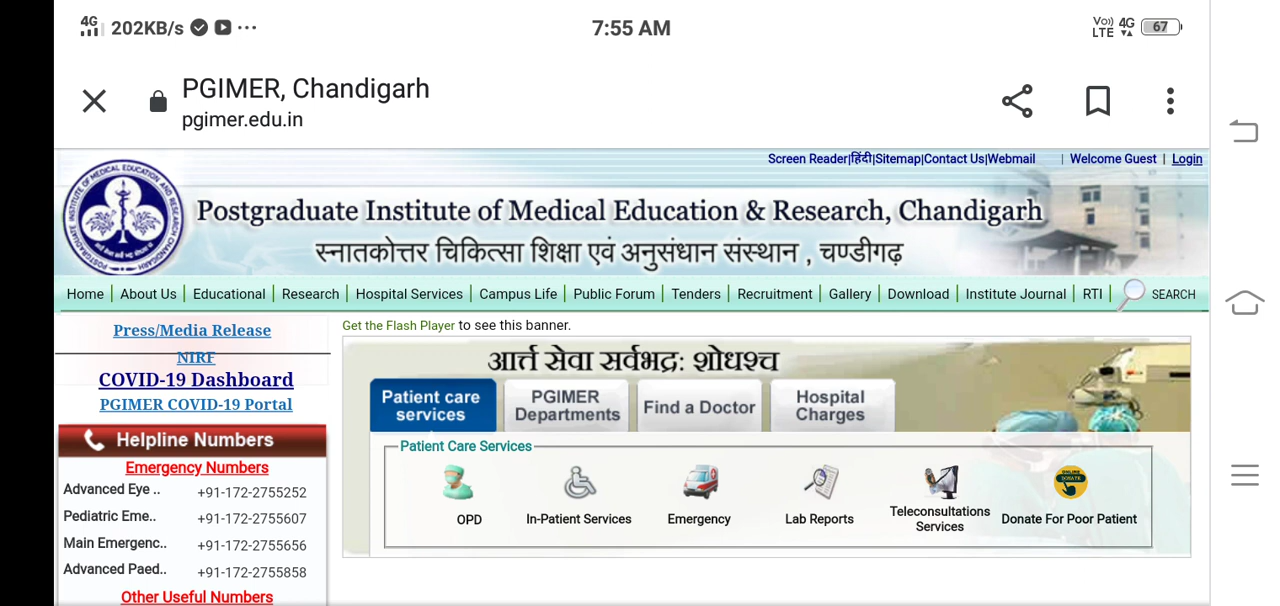 4G 202KB/s ... 7:55 AM Vo)) LTE 4G 67
PGIMER, Chandigarh
pgimer.edu.in
Screen Reader|हिंदी|Sitemap|Contact Us|Webmail | Welcome Guest | Login
Postgraduate Institute of Medical Education & Research, Chandigarh
स्नातकोत्तर चिकित्सा शिक्षा एवं अनुसंधान संस्थान , चण्डीगढ़
Home | About Us | Educational | Research | Hospital Services | Campus Life | Public Forum | Tenders | Recruitment | Gallery | Download | Institute Journal | RTI | SEARCH
Press/Media Release
NIRF
COVID-19 Dashboard
PGIMER COVID-19 Portal
Helpline Numbers
Emergency Numbers
Advanced Eye .. +91-172-2755252
Pediatric Eme.. +91-172-2755607
Main Emergenc.. +91-172-2755656
Advanced Paed.. +91-172-2755858
Other Useful Numbers
Get the Flash Player to see this banner.
आर्त्त सेवा सर्वभद्र: शोधश्च
Patient care services
PGIMER Departments
Find a Doctor
Hospital Charges
Patient Care Services
OPD
In-Patient Services
Emergency
Lab Reports
Teleconsultations Services
ONLINE DONATE
Donate For Poor Patient